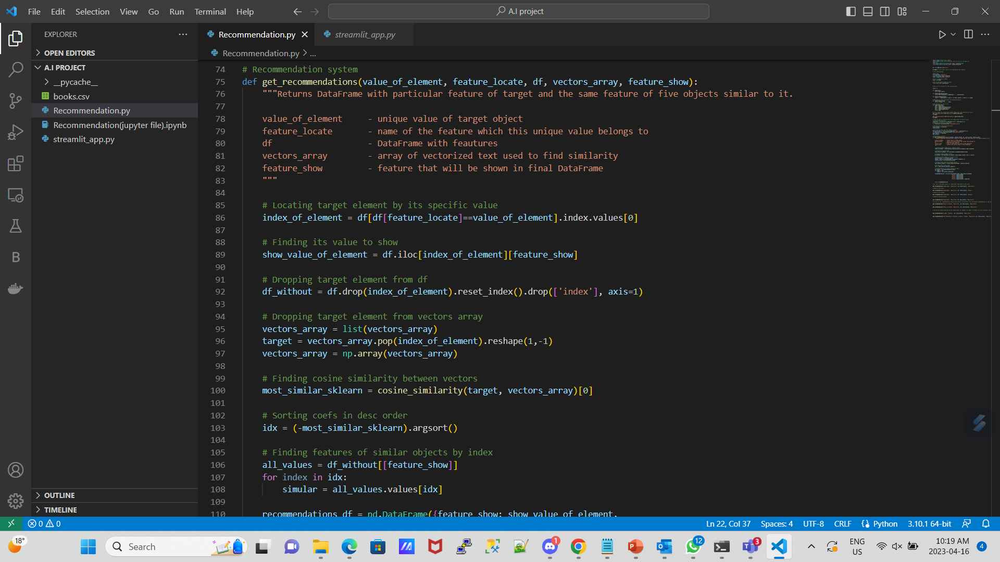 File Edit Selection View Go Run Terminal Help
A.I project
EXPLORER
OPEN EDITORS
A.I PROJECT
__pycache__
books.csv
Recommendation.py
Recommendation(jupyter file).ipynb
streamlit_app.py
OUTLINE
TIMELINE
Recommendation.py streamlit_app.py
Recommendation.py > ...
74 # Recommendation system
75 def get_recommendations(value_of_element, feature_locate, df, vectors_array, feature_show):
76 """Returns DataFrame with particular feature of target and the same feature of five objects similar to it.
77
78 value_of_element - unique value of target object
79 feature_locate - name of the feature which this unique value belongs to
80 df - DataFrame with feautures
81 vectors_array - array of vectorized text used to find similarity
82 feature_show - feature that will be shown in final DataFrame
83 """
84
85 # Locating target element by its specific value
86 index_of_element = df[df[feature_locate]==value_of_element].index.values[0]
87
88 # Finding its value to show
89 show_value_of_element = df.iloc[index_of_element][feature_show]
90
91 # Dropping target element from df
92 df_without = df.drop(index_of_element).reset_index().drop(['index'], axis=1)
93
94 # Dropping target element from vectors array
95 vectors_array = list(vectors_array)
96 target = vectors_array.pop(index_of_element).reshape(1,-1)
97 vectors_array = np.array(vectors_array)
98
99 # Finding cosine similarity between vectors
100 most_similar_sklearn = cosine_similarity(target, vectors_array)[0]
101
102 # Sorting coefs in desc order
103 idx = (-most_similar_sklearn).argsort()
104
105 # Finding features of similar objects by index
106 all_values = df_without[[feature_show]]
107 for index in idx:
108 simular = all_values.values[idx]
109
110 recommendations_df = pd.DataFrame({feature_show: show_value_of_element,
0 0
Ln 22, Col 37 Spaces: 4 UTF-8 CRLF Python 3.10.1 64-bit
18°
Search
1
12
3
ENG
US
10:19 AM
2023-04-16
4